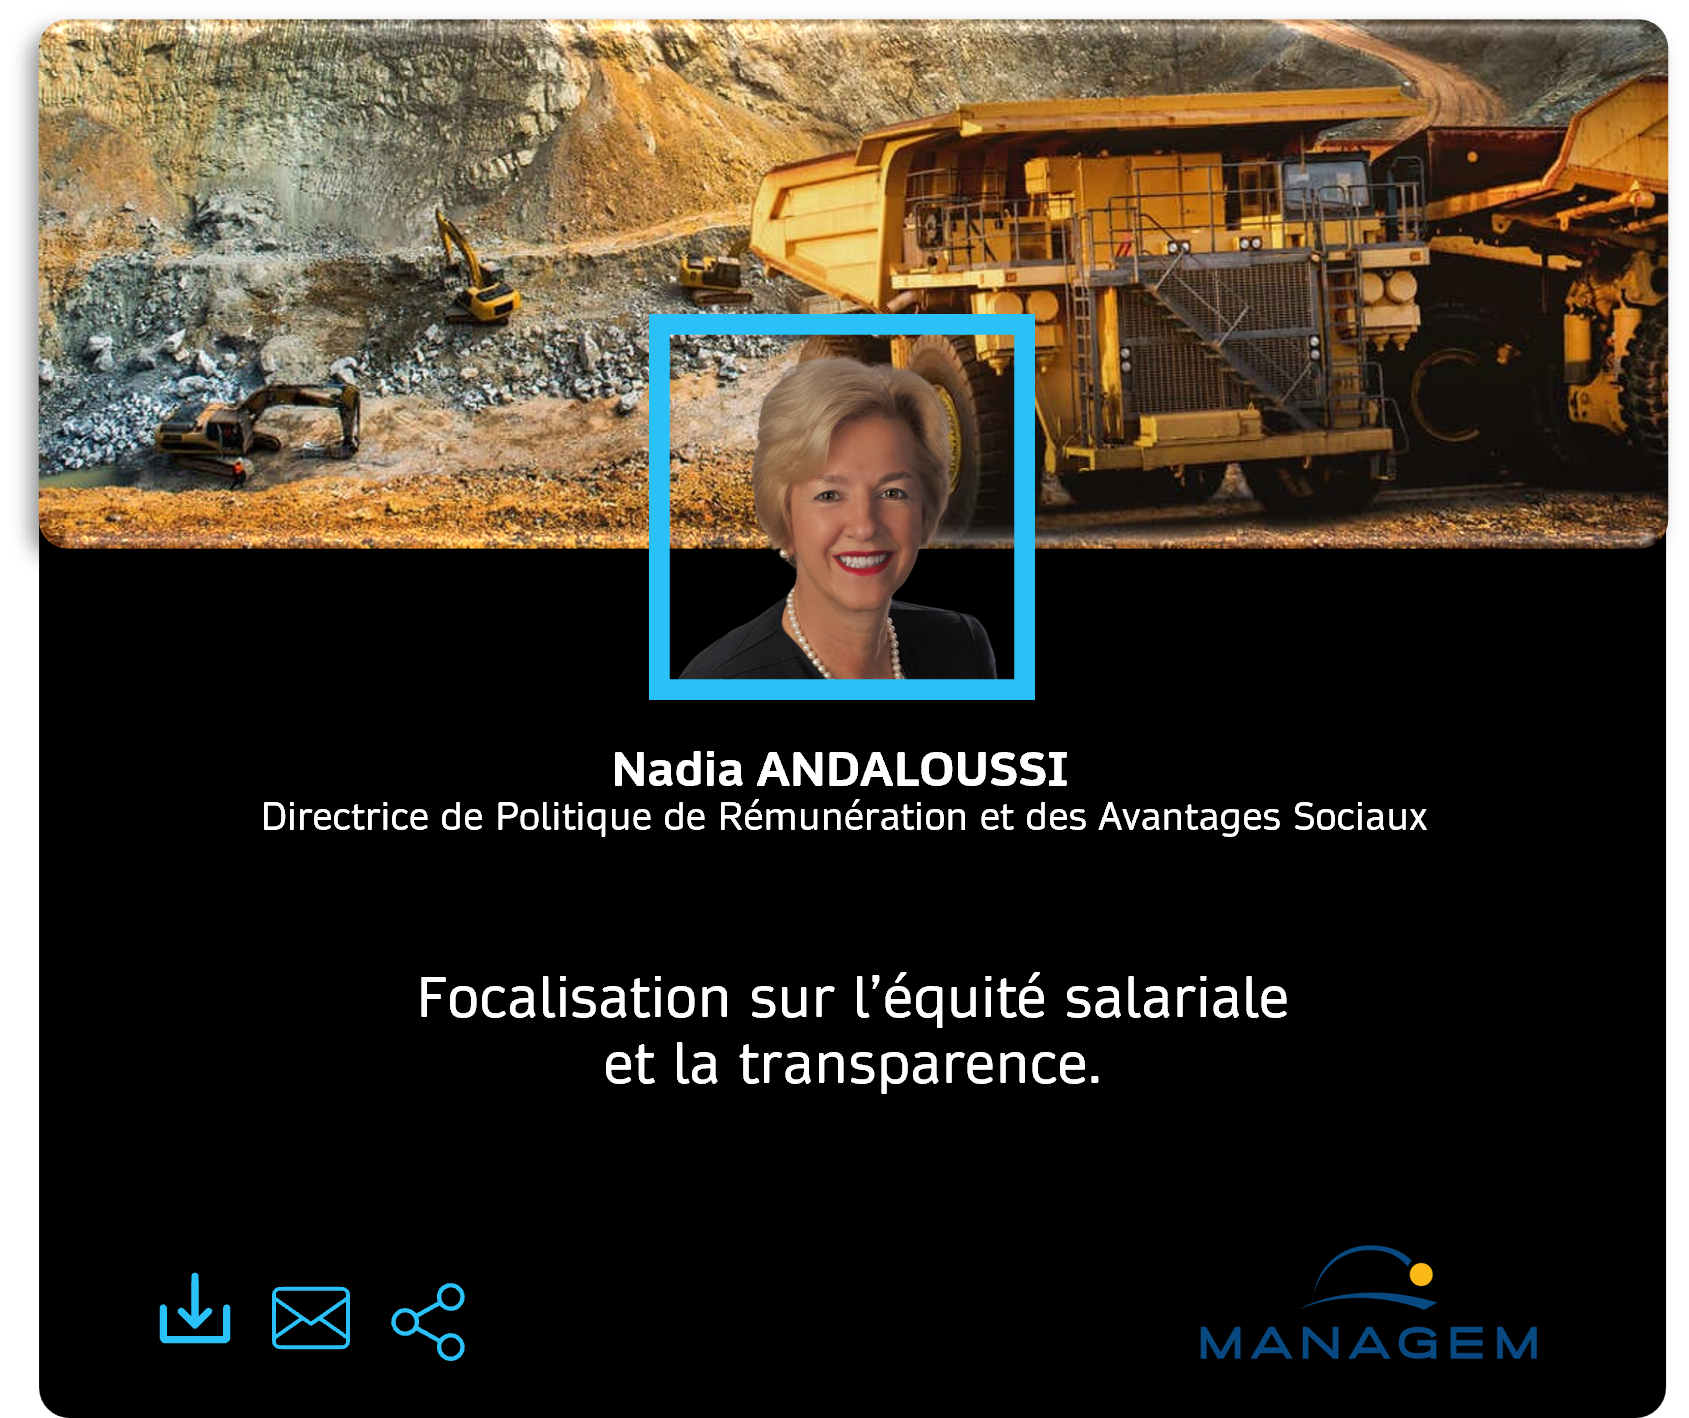 Nadia ANDALOUSSI
Directrice de Politique de Rémunération et des Avantages Sociaux
Focalisation sur l’équité salariale
et la transparence.
MANAGEM